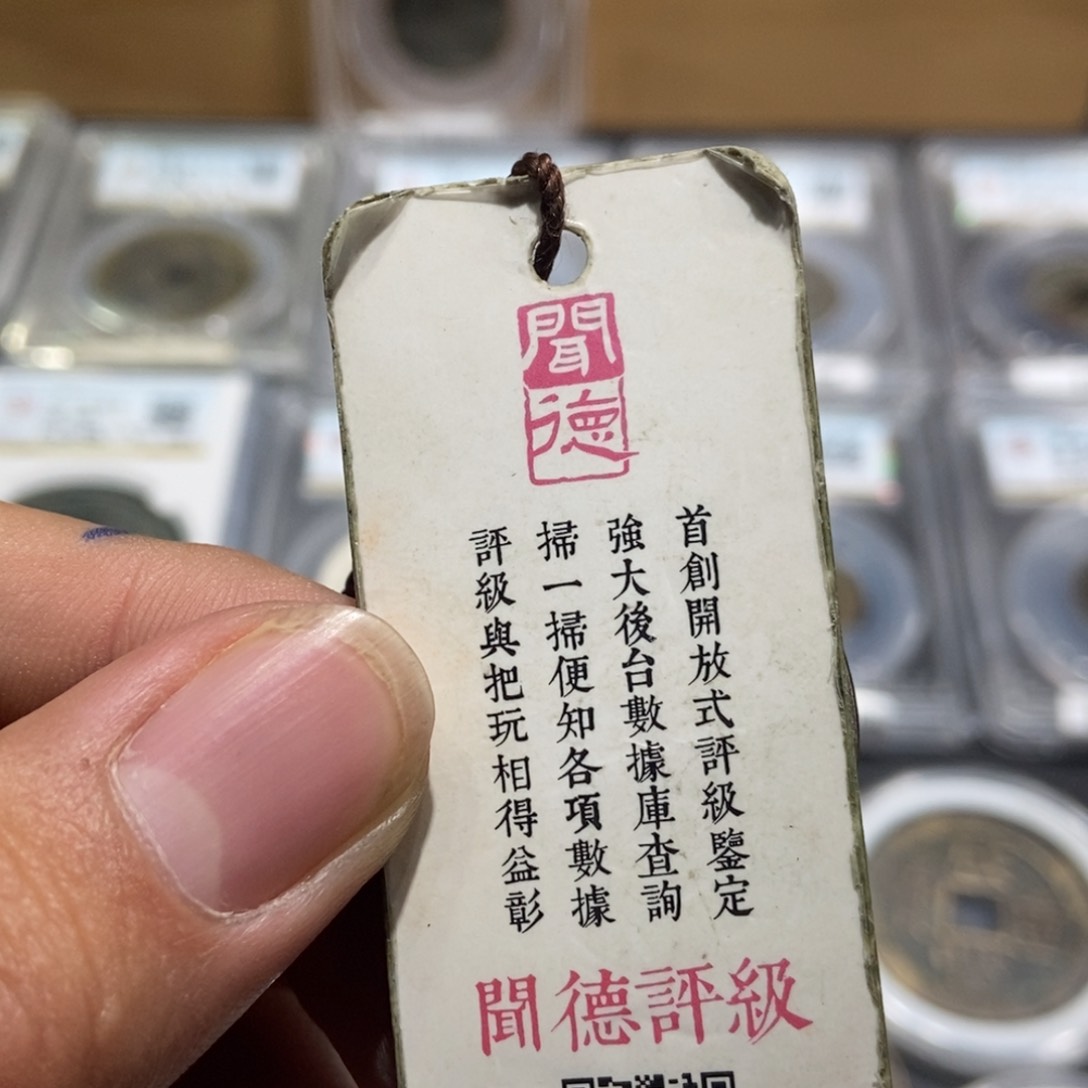 聞德
首創開放式評級鑒定
強大後台數據庫查詢
掃一掃便知各項數據
評級與把玩相得益彰
聞德評級